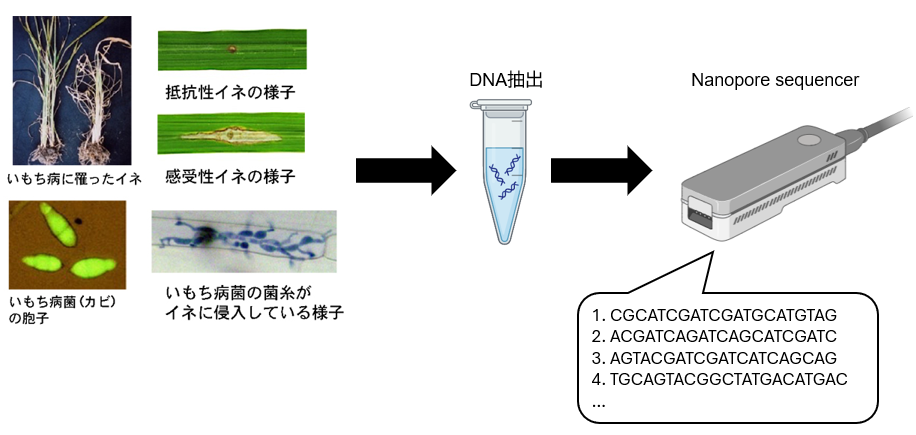 いもち病に罹ったイネ
抵抗性イネの様子
感受性イネの様子
いもち病菌(カビ)
の胞子
いもち病菌の菌糸が
イネに侵入している様子
DNA抽出
Nanopore sequencer
1. CGCATCGATCGATGCATGTAG
2. ACGATCAGATCAGCATCGATC
3. AGTACGATCGATCATCAGCAG
4. TGCAGTACGGCTATGACATGAC
...